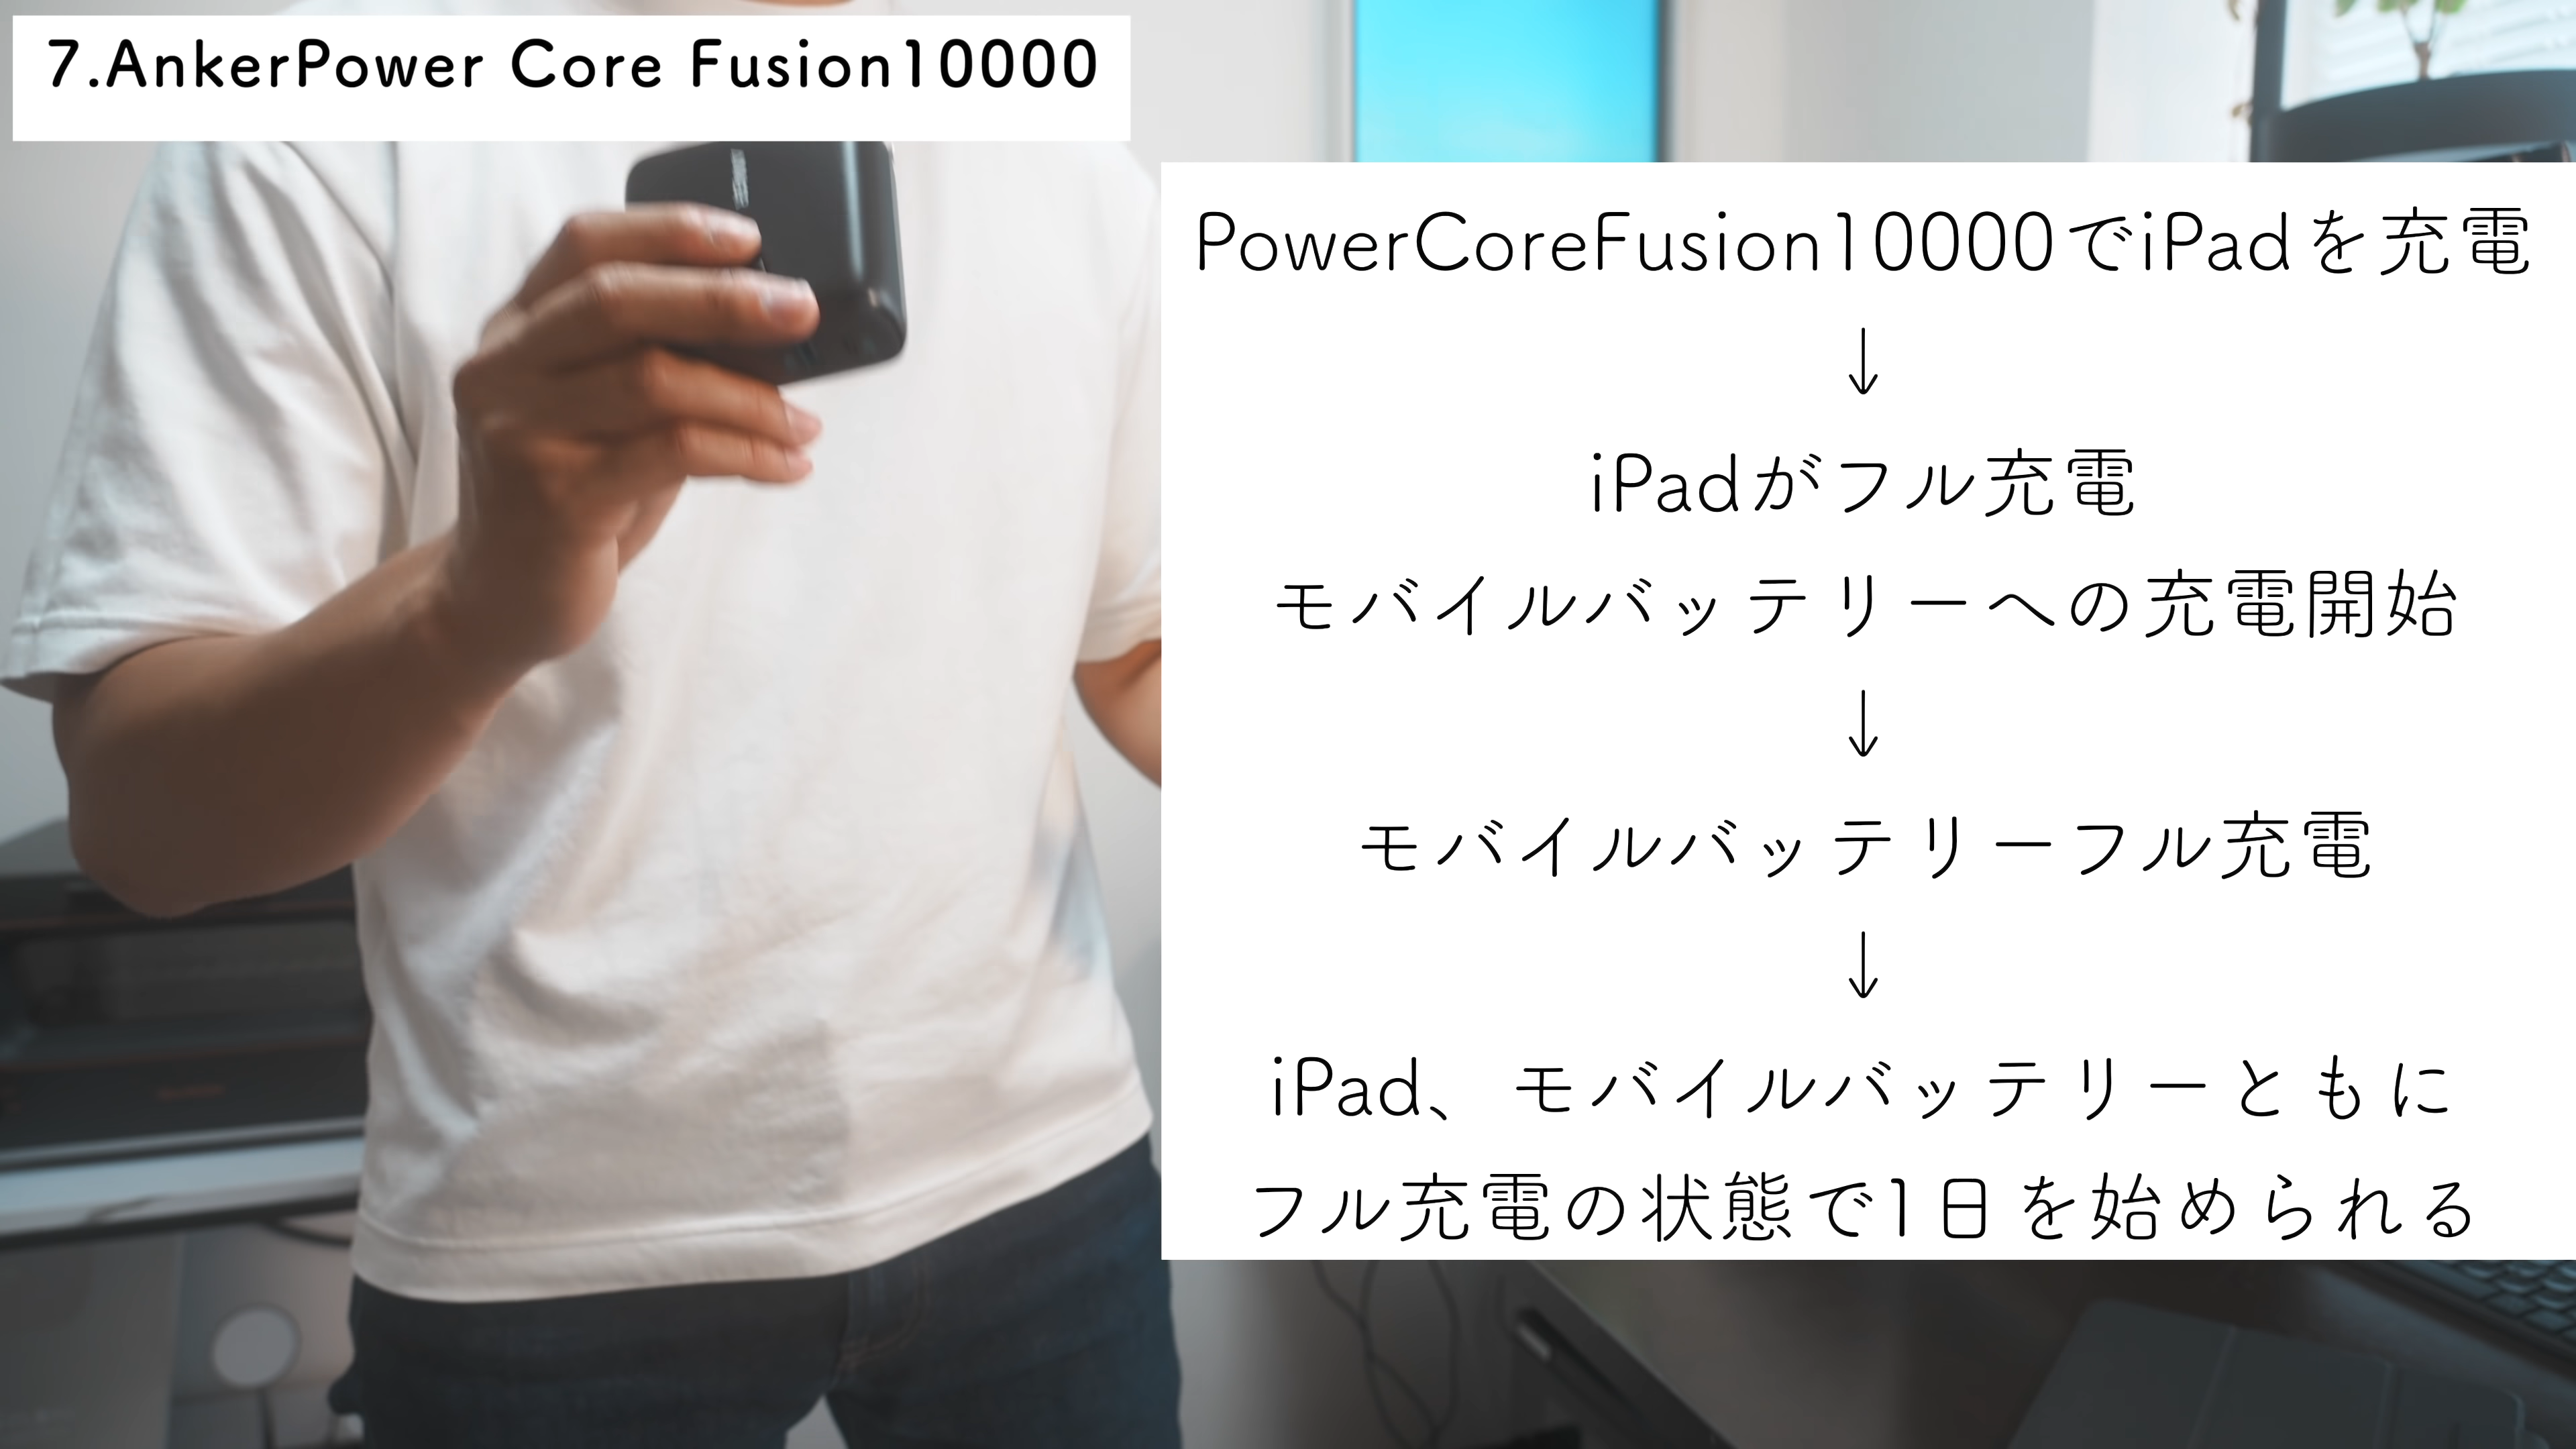 7.AnkerPower Core Fusion10000
PowerCoreFusion10000でiPadを充電
↓
iPadがフル充電
モバイルバッテリーへの充電開始
↓
モバイルバッテリーフル充電
↓
iPad、モバイルバッテリーともに
フル充電の状態で1日を始められる